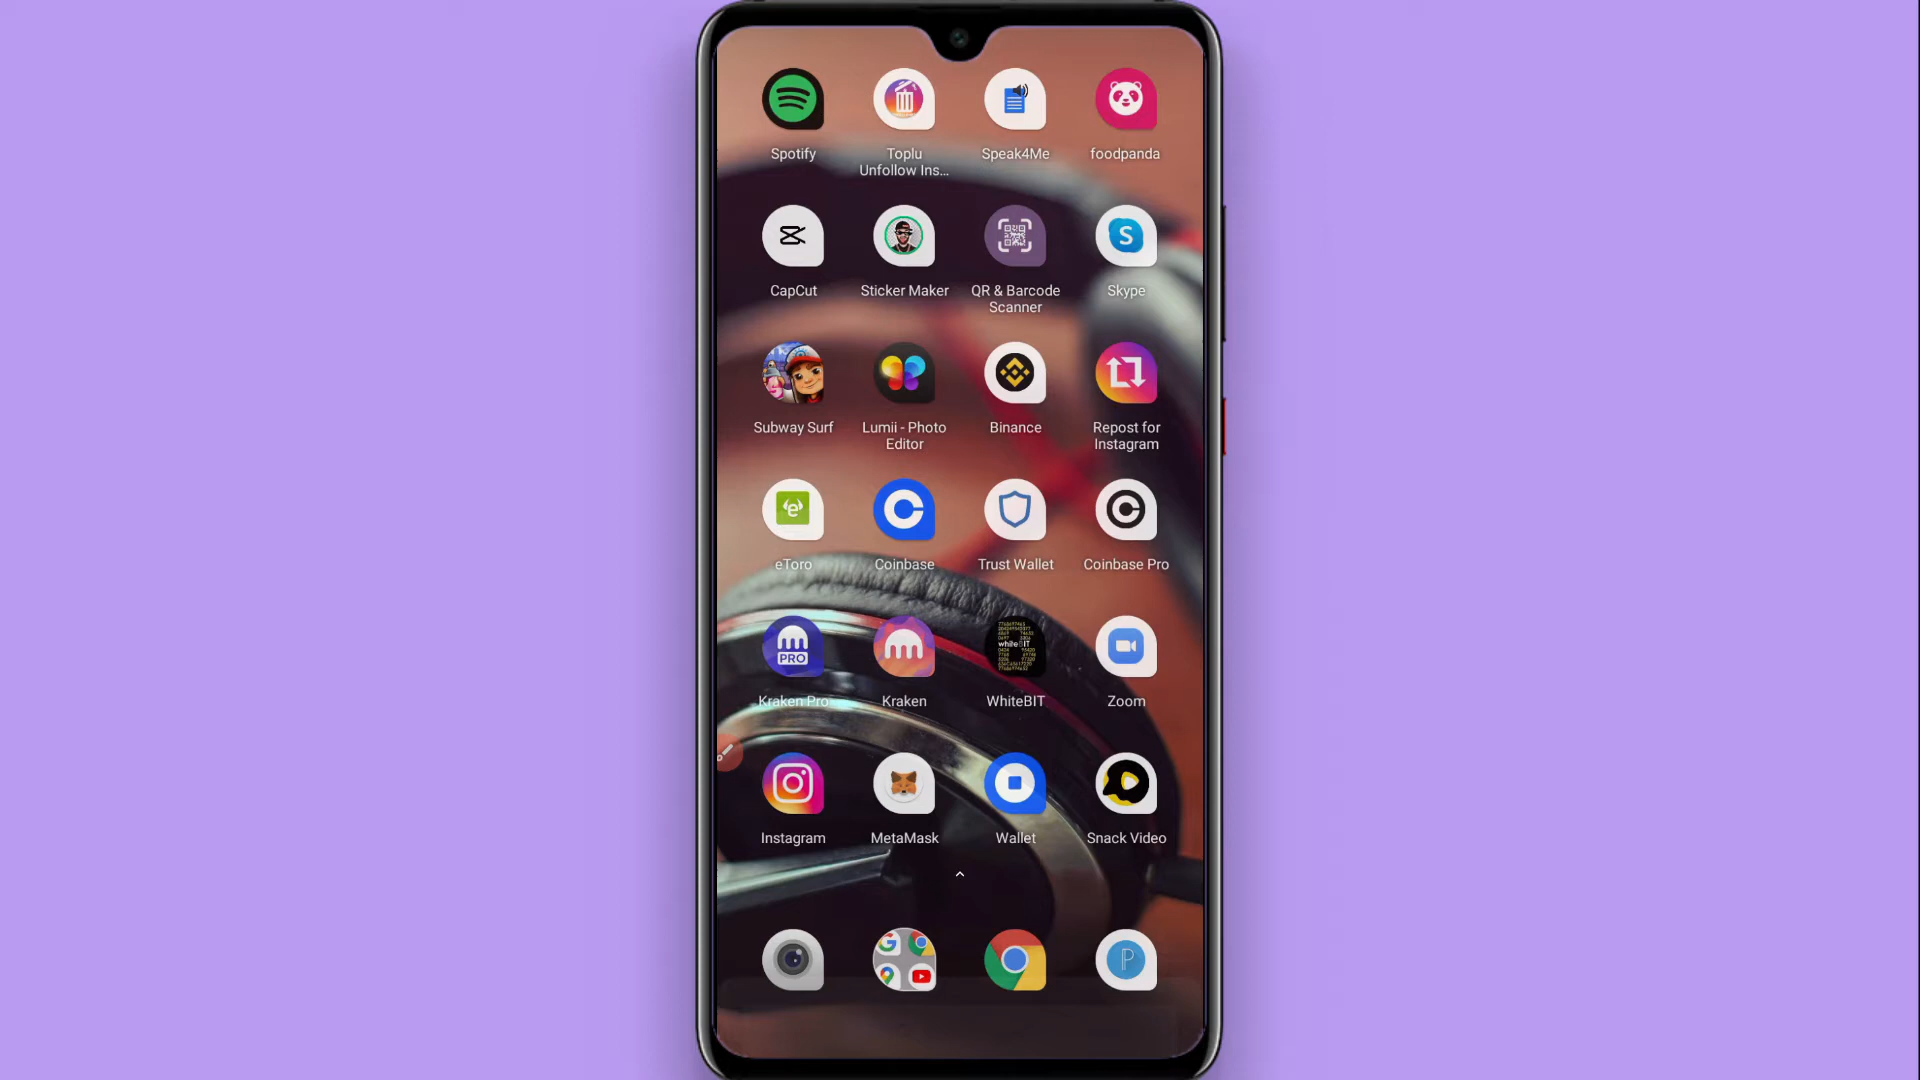 Spotify
Toplu
Unfollow Ins...
Speak4Me
foodpanda
CapCut
Sticker Maker
QR & Barcode
Scanner
S
Skype
Subway Surf
Lumii - Photo
Editor
Binance
Repost for
Instagram
e
eToro
Coinbase
Trust Wallet
Coinbase Pro
PRO
Kraken Pro
Kraken
whiteBIT
WhiteBIT
Zoom
Instagram
MetaMask
Wallet
Snack Video
G
P